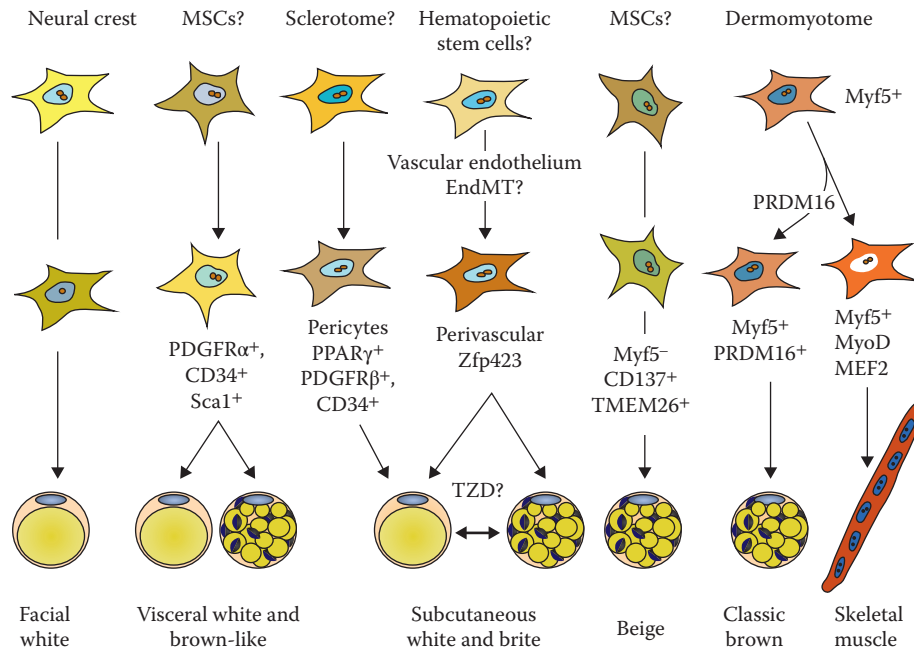 Neural crest
MSCs?
Sclerotome?
Hematopoietic
stem cells?
MSCs?
Dermomyotome
Myf5⁺
Vascular endothelium
EndMT?
PRDM16
PDGFRα⁺,
CD34⁺
Sca1⁺
Pericytes
PPARγ⁺
PDGFRβ⁺,
CD34⁺
Perivascular
Zfp423
Myf5⁻
CD137⁺
TMEM26⁺
Myf5⁺
PRDM16⁺
Myf5⁺
MyoD
MEF2
TZD?
Facial
white
Visceral white and
brown-like
Subcutaneous
white and brite
Beige
Classic
brown
Skeletal
muscle